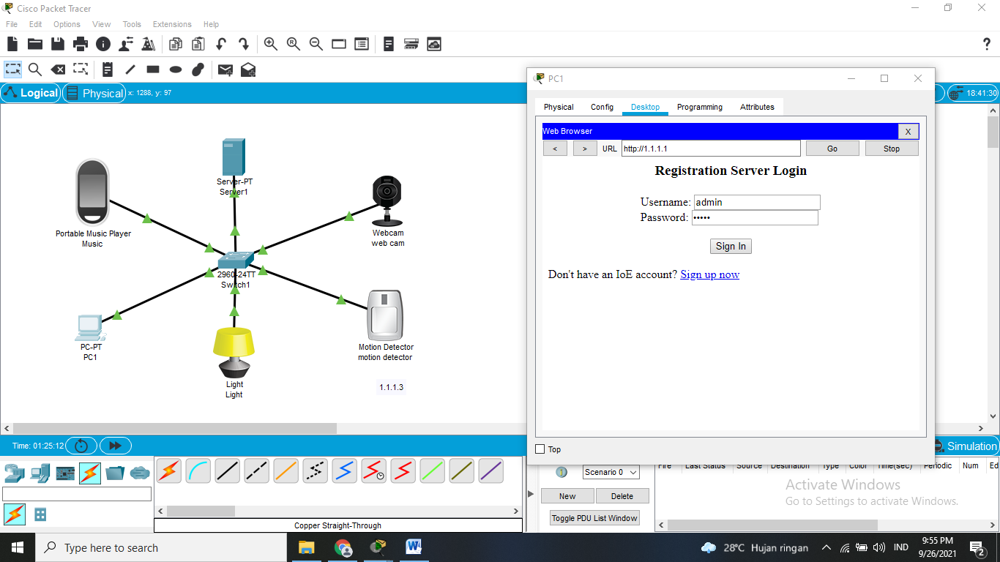 Cisco Packet Tracer
File Edit Options View Tools Extensions Help
Logical Physical x: 1288, y: 97
18:41:30
Server-PT
Server1
Portable Music Player
Music
Webcam
web cam
2960-24TT
Switch1
PC-PT
PC1
Motion Detector
motion detector
Light
Light
1.1.1.3
PC1
Physical Config Desktop Programming Attributes
Web Browser X
< > URL http://1.1.1.1 Go Stop
Registration Server Login
Username: admin
Password: •••••
Sign In
Don't have an IoE account? Sign up now
Top
Time: 01:25:12
Simulation
Copper Straight-Through
Scenario 0
New Delete
Toggle PDU List Window
Fire Last Status Source Destination Type Color Time(sec) Periodic Num Ed
Activate Windows
Go to Settings to activate Windows.
Type here to search
28°C Hujan ringan
IND
9:55 PM
9/26/2021
2